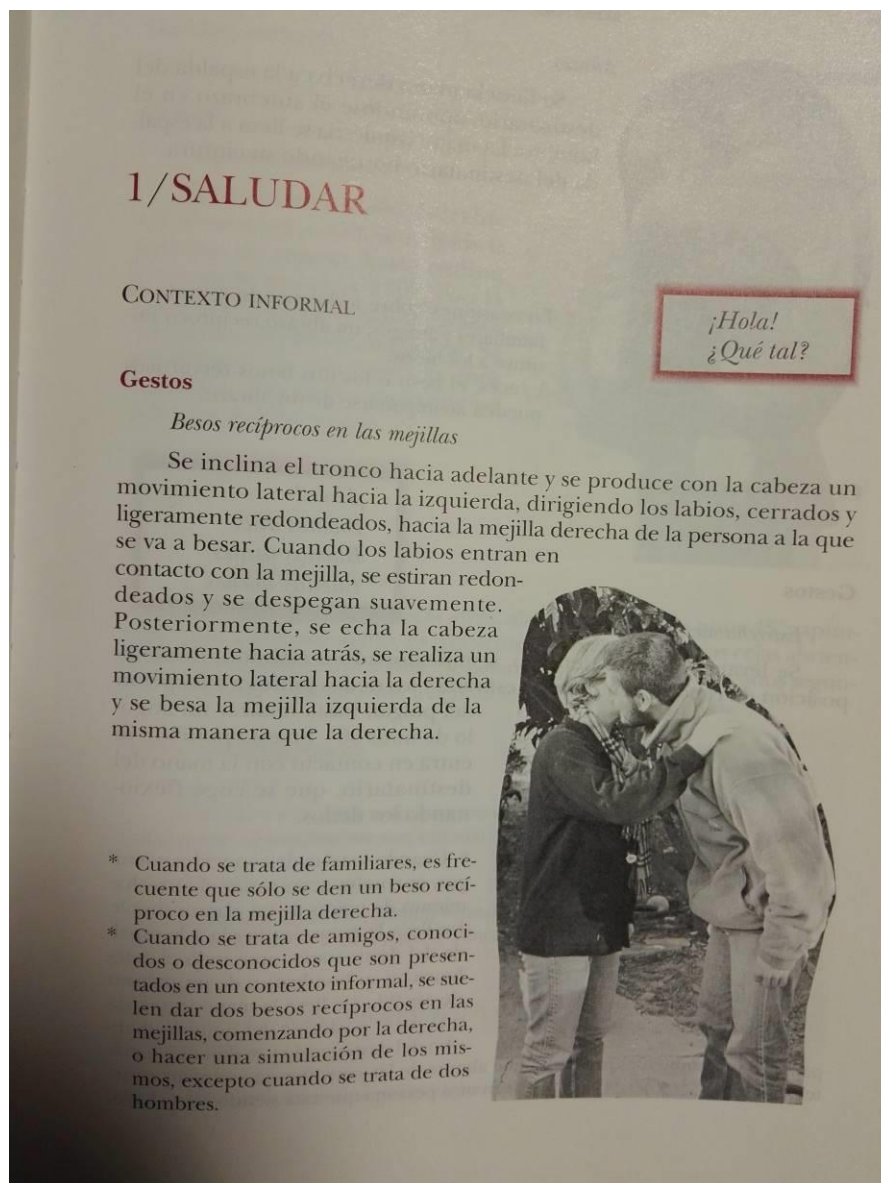 1/SALUDAR
CONTEXTO INFORMAL
¡Hola!
¿Qué tal?
Gestos
Besos recíprocos en las mejillas
Se inclina el tronco hacia adelante y se produce con la cabeza un
movimiento lateral hacia la izquierda, dirigiendo los labios, cerrados y
ligeramente redondeados, hacia la mejilla derecha de la persona a la que
se va a besar. Cuando los labios entran en
contacto con la mejilla, se estiran redon-
deados y se despegan suavemente.
Posteriormente, se echa la cabeza
ligeramente hacia atrás, se realiza un
movimiento lateral hacia la derecha
y se besa la mejilla izquierda de la
misma manera que la derecha.
* Cuando se trata de familiares, es fre-
cuente que sólo se den un beso recí-
proco en la mejilla derecha.
* Cuando se trata de amigos, conoci-
dos o desconocidos que son presen-
tados en un contexto informal, se sue-
len dar dos besos recíprocos en las
mejillas, comenzando por la derecha,
o hacer una simulación de los mis-
mos, excepto cuando se trata de dos
hombres.